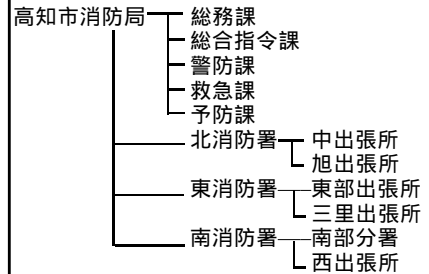 高知市消防局 総務課
総合指令課
警防課
救急課
予防課
北消防署 中出張所
旭出張所
東消防署 東部出張所
三里出張所
南消防署 南部分署
西出張所